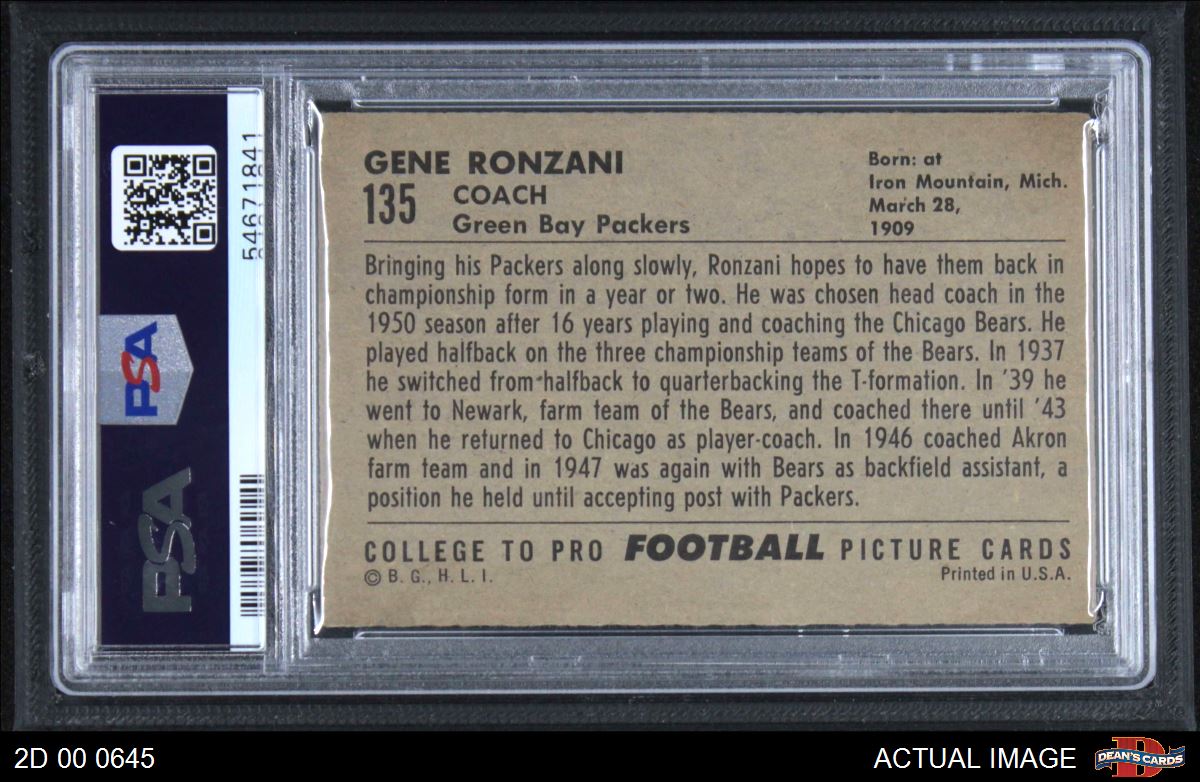 GENE RONZANI
135
COACH
Green Bay Packers
Born: at
Iron Mountain, Mich.
March 28,
1909
Bringing his Packers along slowly, Ronzani hopes to have them back in
championship form in a year or two. He was chosen head coach in the
1950 season after 16 years playing and coaching the Chicago Bears. He
played halfback on the three championship teams of the Bears. In 1937
he switched from halfback to quarterbacking the T-formation. In '39 he
went to Newark, farm team of the Bears, and coached there until '43
when he returned to Chicago as player-coach. In 1946 coached Akron
farm team and in 1947 was again with Bears as backfield assistant, a
position he held until accepting post with Packers.
COLLEGE TO PRO FOOTBALL PICTURE CARDS
© B. G., H. L. I.
Printed in U.S.A.
54671841
PSA
PSA
2D 00 0645
ACTUAL IMAGE
D
DEAN'S CARDS